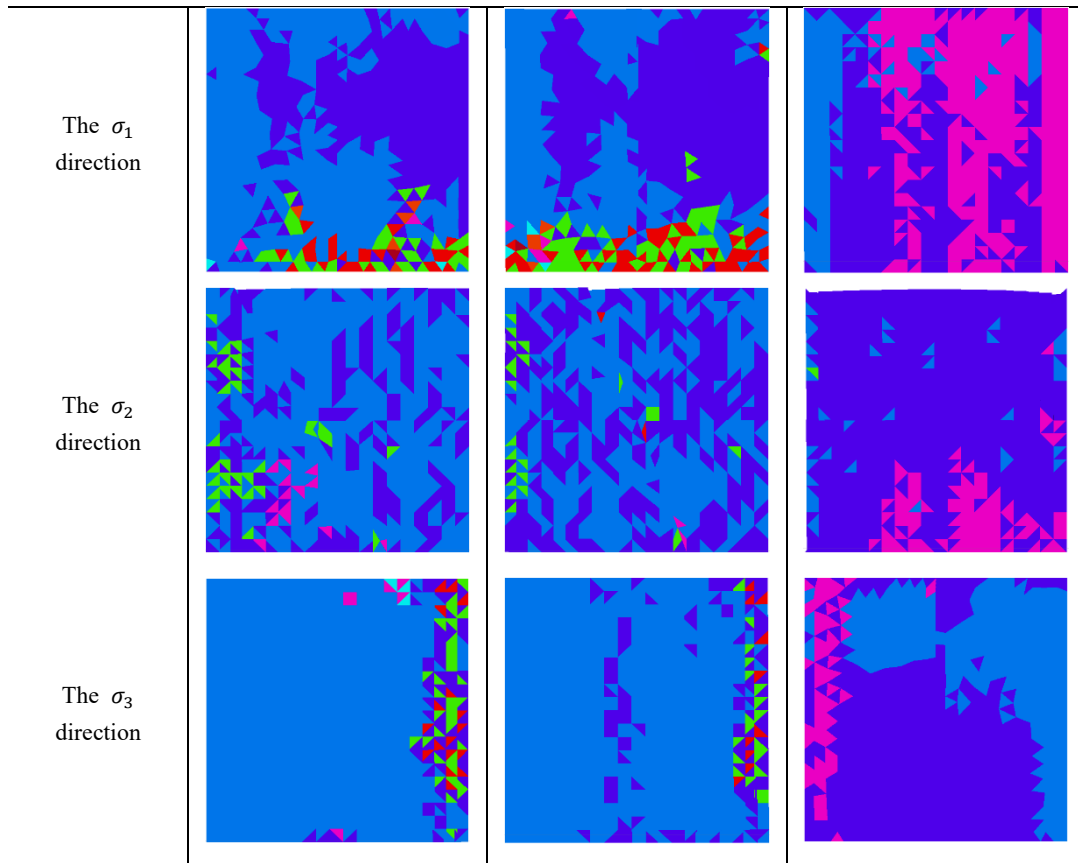 The σ₁
direction
The σ₂
direction
The σ₃
direction